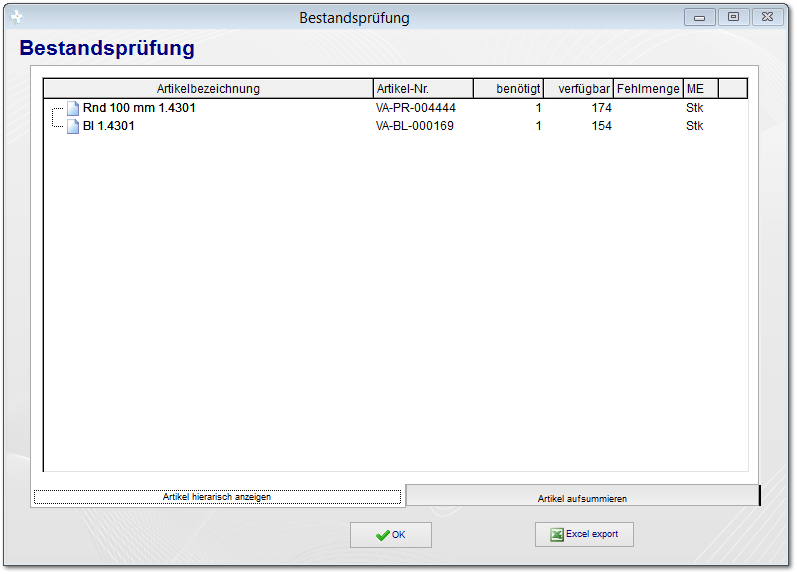 Bestandsprüfung
Bestandsprüfung
Artikelbezeichnung Artikel-Nr. benötigt verfügbar Fehlmenge ME
Rnd 100 mm 1.4301 VA-PR-004444 1 174 Stk
Bl 1.4301 VA-BL-000169 1 154 Stk
Artikel hierarisch anzeigen Artikel aufsummieren
OK Excel export